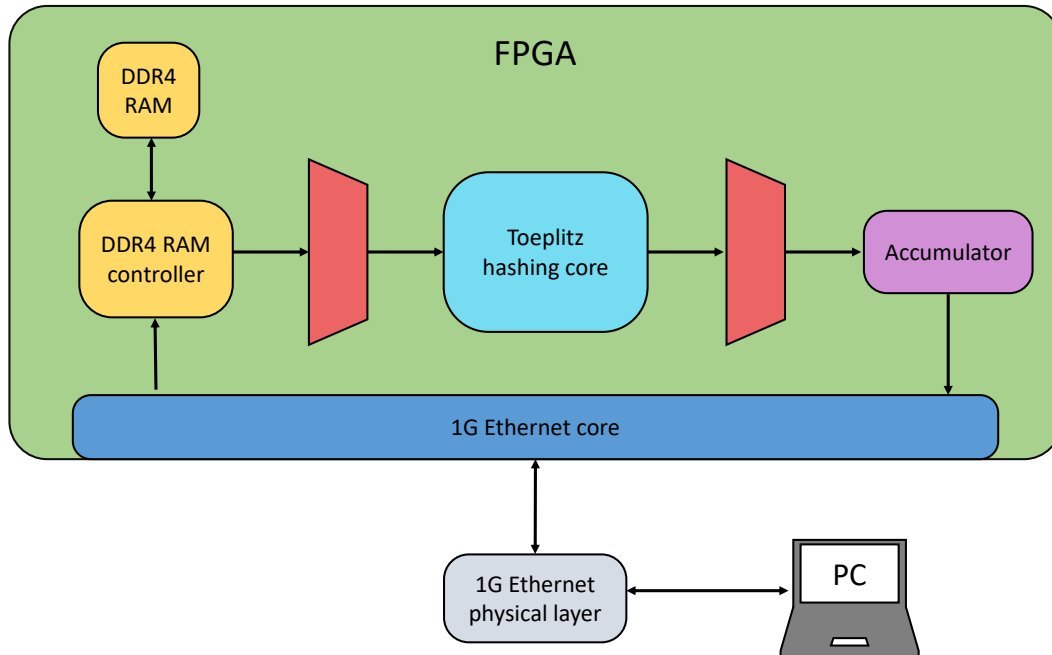 FPGA
DDR4
RAM
DDR4 RAM
controller
Toeplitz
hashing core
Accumulator
1G Ethernet core
1G Ethernet
physical layer
PC